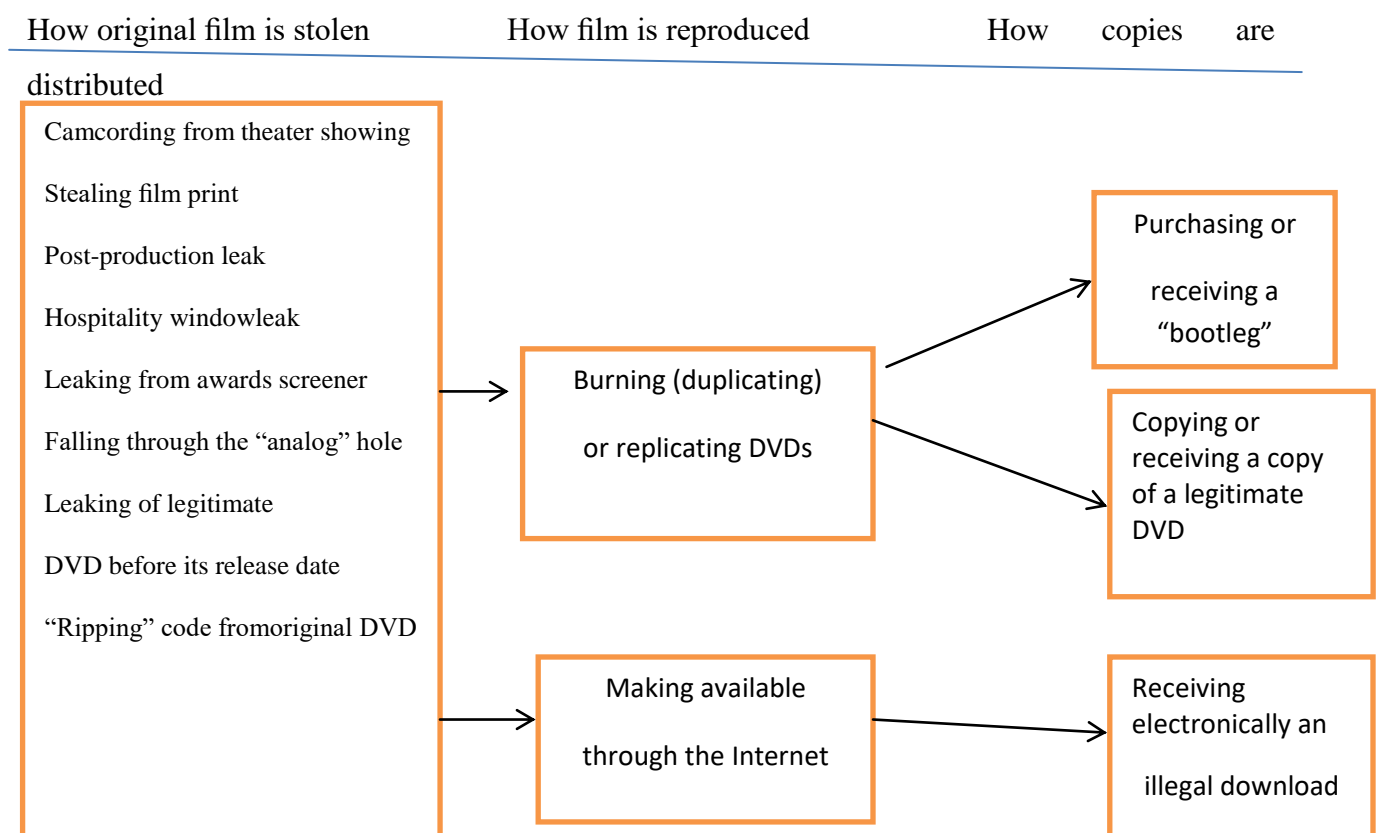 How original film is stolen How film is reproduced How copies are
distributed
Camcording from theater showing
Stealing film print
Post-production leak
Hospitality windowleak
Leaking from awards screener
Falling through the “analog” hole
Leaking of legitimate
DVD before its release date
“Ripping” code fromoriginal DVD
Burning (duplicating)
or replicating DVDs
Making available
through the Internet
Purchasing or
receiving a
“bootleg”
Copying or
receiving a copy
of a legitimate
DVD
Receiving
electronically an
illegal download